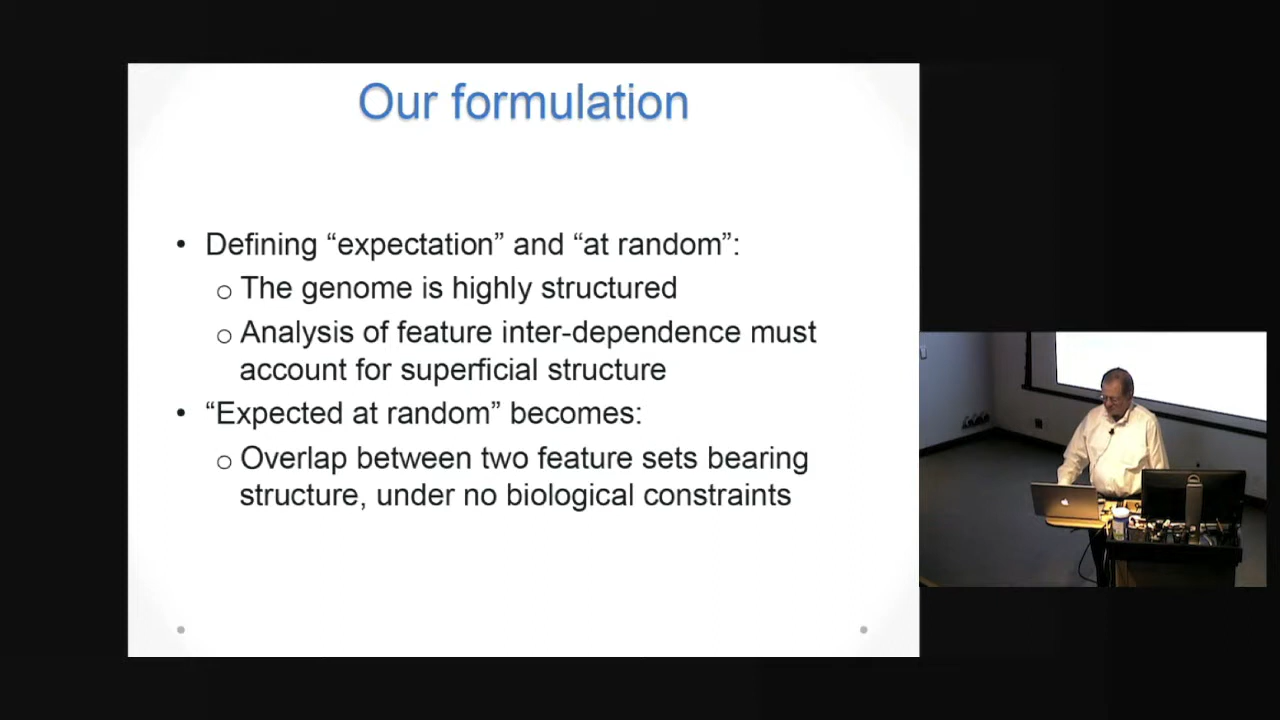 Our formulation
• Defining “expectation” and “at random”:
o The genome is highly structured
o Analysis of feature inter-dependence must
account for superficial structure
• “Expected at random” becomes:
o Overlap between two feature sets bearing
structure, under no biological constraints